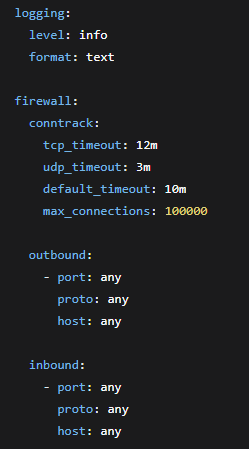 logging:
  level: info
  format: text

firewall:
  conntrack:
    tcp_timeout: 12m
    udp_timeout: 3m
    default_timeout: 10m
    max_connections: 100000

  outbound:
    - port: any
      proto: any
      host: any

  inbound:
    - port: any
      proto: any
      host: any